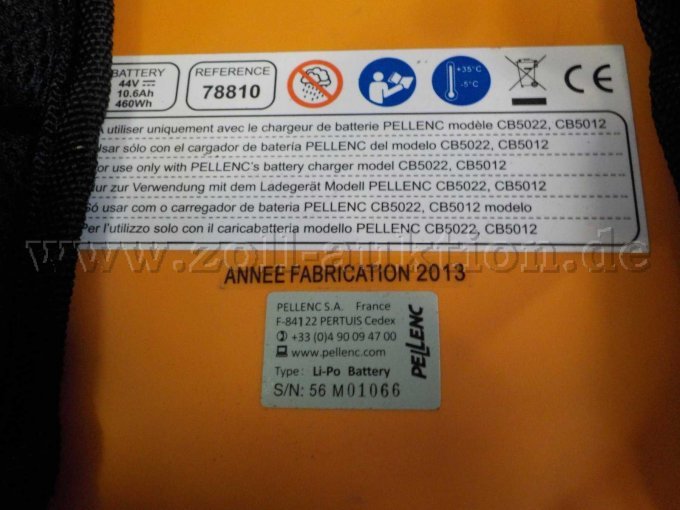 BATTERY
44V
10.6Ah
460Wh
REFERENCE
78810
+35°C
-5°C
A utiliser uniquement avec le chargeur de batterie PELLENC modèle CB5022, CB5012
Usar sólo con el cargador de batería PELLENC del modelo CB5022, CB5012
For use only with PELLENC's battery charger model CB5022, CB5012
Nur zur Verwendung mit dem Ladegerät Modell PELLENC CB5022, CB5012
Só usar com o carregador de bateria PELLENC CB5022, CB5012 modelo
Per l'utilizzo solo con il caricabatteria modello PELLENC CB5022, CB5012
www.zoll-auktion.de
ANNEE FABRICATION 2013
PELLENC S.A. France
F-84122 PERTUIS Cedex
+33 (0)4 90 09 47 00
www.pellenc.com
Type: Li-Po Battery
S/N: 56 M01066
PELLENC